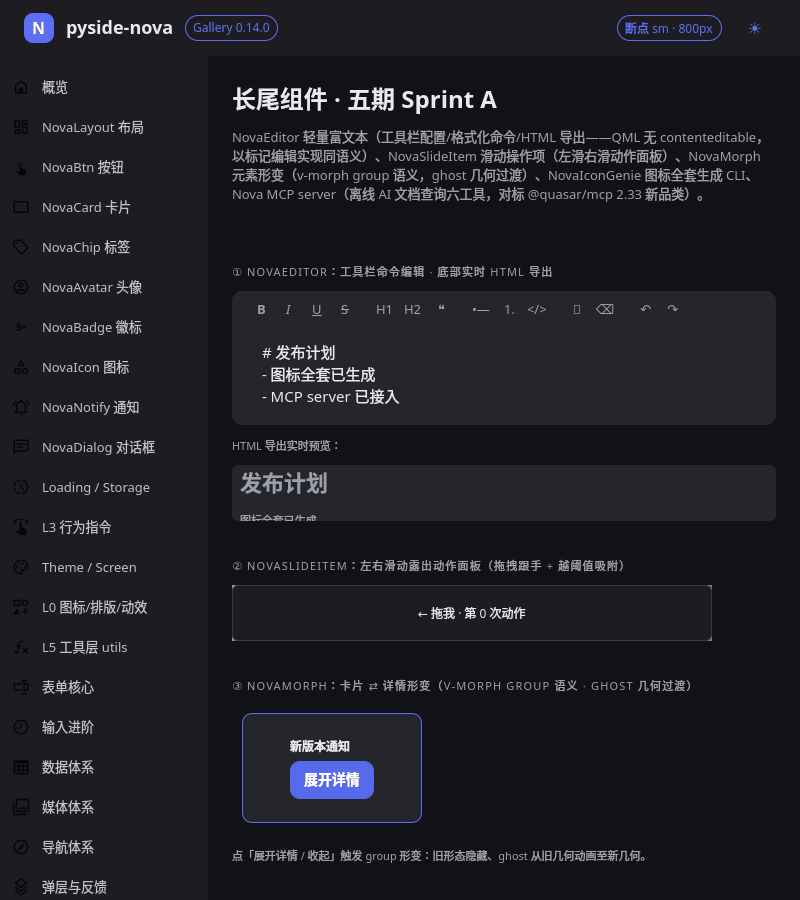 N pyside-nova Gallery 0.14.0 断点 sm · 800px ☀
概览
NovaLayout 布局
NovaBtn 按钮
NovaCard 卡片
NovaChip 标签
NovaAvatar 头像
9+ NovaBadge 徽标
NovaIcon 图标
NovaNotify 通知
NovaDialog 对话框
Loading / Storage
L3 行为指令
Theme / Screen
L0 图标/排版/动效
L5 工具层 utils
表单核心
输入进阶
数据体系
媒体体系
导航体系
弹层与反馈
长尾组件 · 五期 Sprint A
NovaEditor 轻量富文本（工具栏配置/格式化命令/HTML 导出——QML 无 contenteditable，
以标记编辑实现同语义）、NovaSlideItem 滑动操作项（左滑右滑动作面板）、NovaMorph
元素形变（v-morph group 语义，ghost 几何过渡）、NovaIconGenie 图标全套生成 CLI、
Nova MCP server（离线 AI 文档查询六工具，对标 @quasar/mcp 2.33 新品类）。
① NOVAEDITOR：工具栏命令编辑 · 底部实时 HTML 导出
B I U S H1 H2 ❝ •— 1. </> ⌫ ↶ ↷
# 发布计划
- 图标全套已生成
- MCP server 已接入
HTML 导出实时预览：
发布计划
图标全套已生成
② NOVASLIDEITEM：左右滑动露出动作面板（拖拽跟手 + 越阈值吸附）
← 拖我 · 第 0 次动作
③ NOVAMORPH：卡片 ⇄ 详情形变（V-MORPH GROUP 语义 · GHOST 几何过渡）
新版本通知
展开详情
点「展开详情 / 收起」触发 group 形变：旧形态隐藏、ghost 从旧几何动画至新几何。